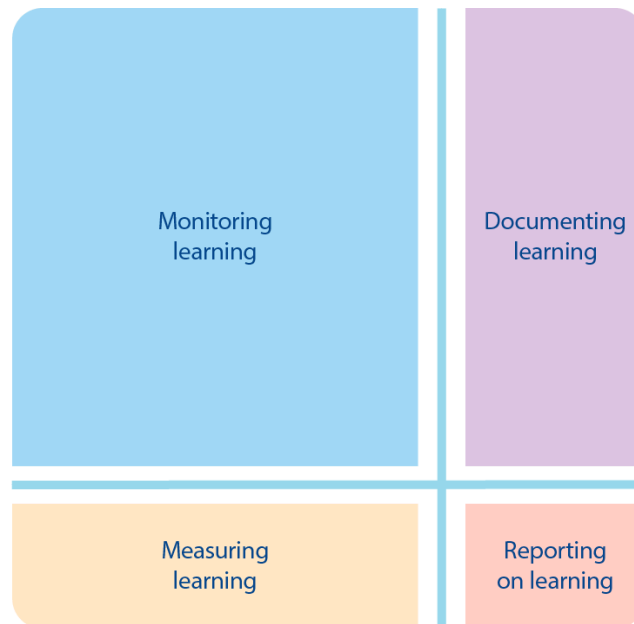 Monitoring
learning
Documenting
learning
Measuring
learning
Reporting
on learning